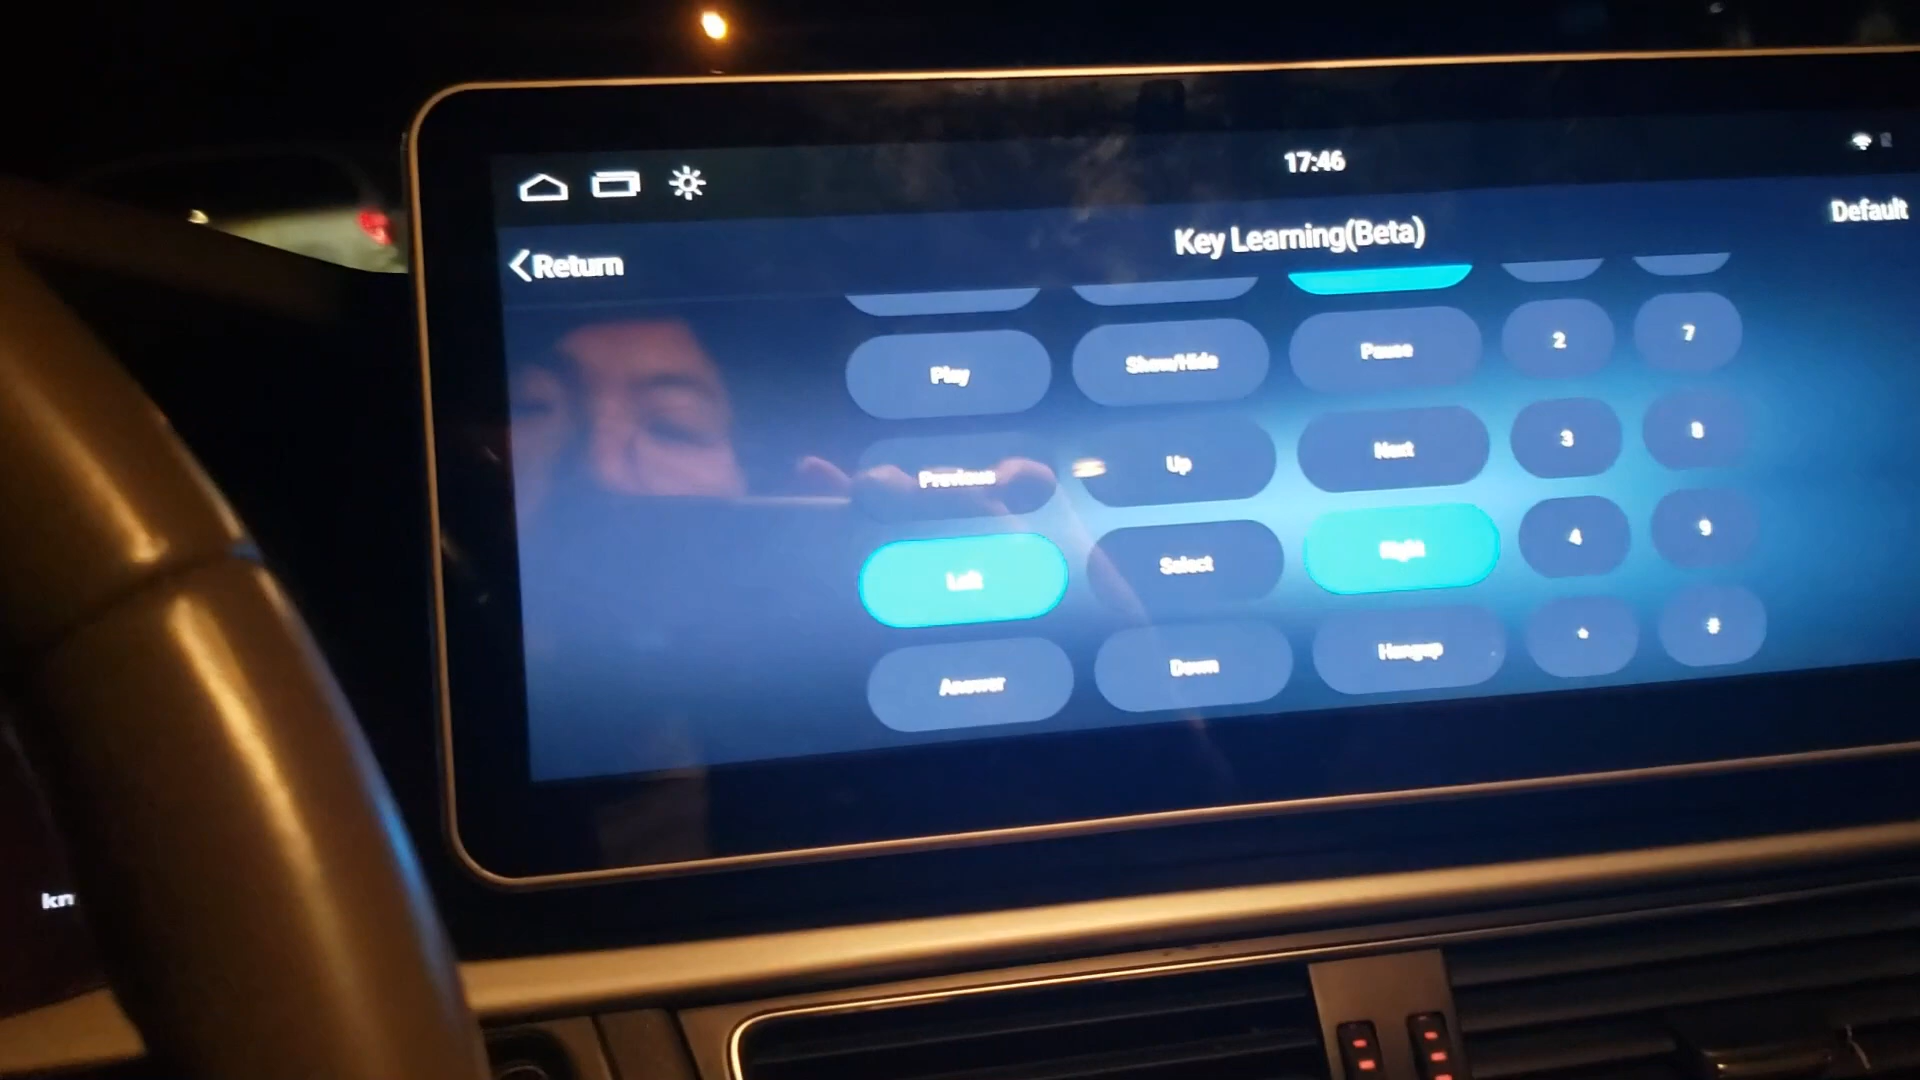 17:46
Return
Key Learning(Beta)
Default
Play
Show/Hide
Pause
2
7
Previous
Up
Next
3
8
Left
Select
Right
4
9
Answer
Down
Hangup
*
#
km